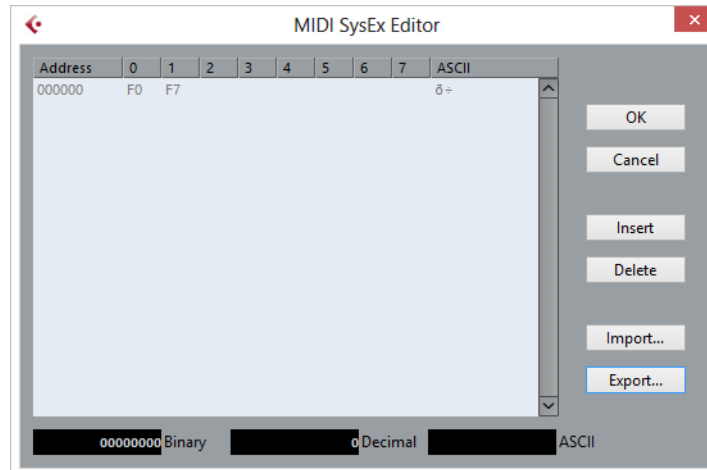 MIDI SysEx Editor
Address 0 1 2 3 4 5 6 7 ASCII
000000 F0 F7 ð÷
OK
Cancel
Insert
Delete
Import...
Export...
00000000 Binary 0 Decimal ASCII